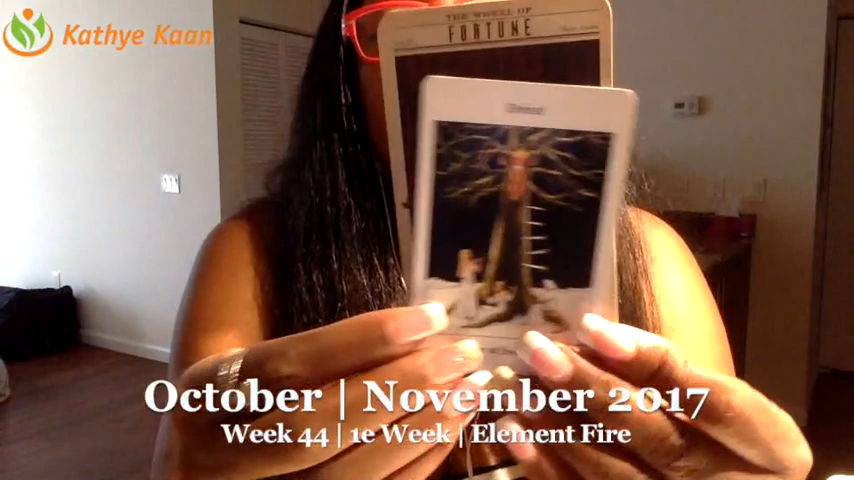 Kathye Kaan
THE WHEEL OF
FORTUNE
October | November 2017
Week 44 | 1e Week | Element Fire